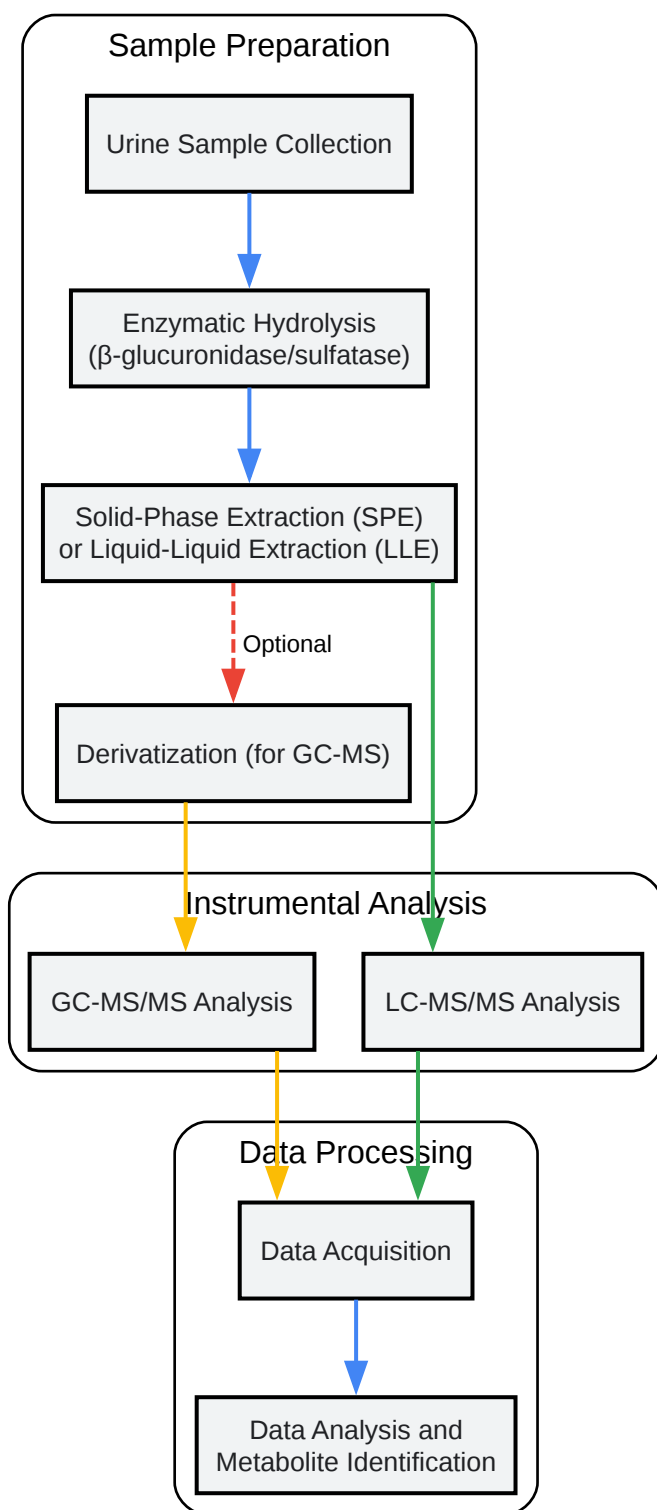 Sample Preparation
Urine Sample Collection
Enzymatic Hydrolysis
(β-glucuronidase/sulfatase)
Solid-Phase Extraction (SPE)
or Liquid-Liquid Extraction (LLE)
Optional
Derivatization (for GC-MS)
Instrumental Analysis
GC-MS/MS Analysis
LC-MS/MS Analysis
Data Processing
Data Acquisition
Data Analysis and
Metabolite Identification